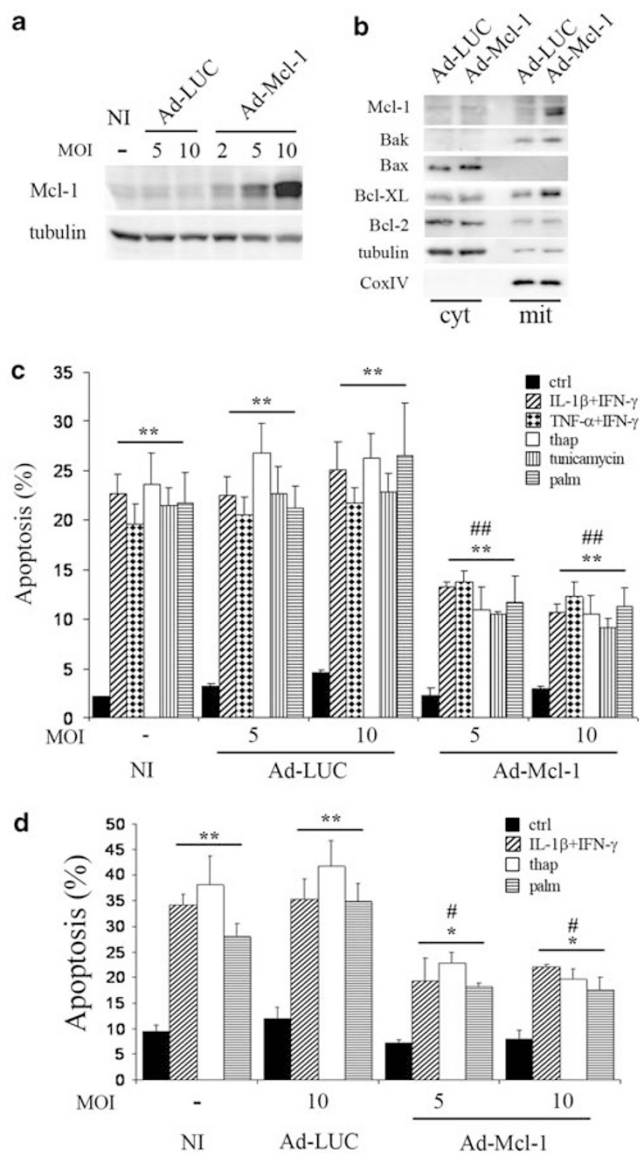 a
NI Ad-LUC Ad-Mcl-1
MOI - 5 10 2 5 10
Mcl-1
tubulin
b
Ad-LUC Ad-Mcl-1 Ad-LUC Ad-Mcl-1
Mcl-1
Bak
Bax
Bcl-XL
Bcl-2
tubulin
CoxIV
cyt mit
c
Apoptosis (%)
35
30
25
20
15
10
5
0
** ** ** ## ** ## **
ctrl
IL-1β+IFN-γ
TNF-α+IFN-γ
thap
tunicamycin
palm
MOI - 5 10 5 10
NI Ad-LUC Ad-Mcl-1
d
Apoptosis (%)
50
45
40
35
30
25
20
15
10
5
0
** ** # * # *
ctrl
IL-1β+IFN-γ
thap
palm
MOI - 10 5 10
NI Ad-LUC Ad-Mcl-1